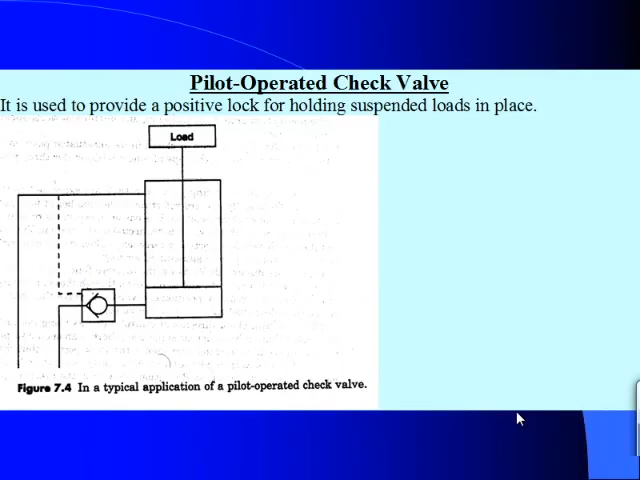 Pilot-Operated Check Valve
It is used to provide a positive lock for holding suspended loads in place.
Load
Figure 7.4 In a typical application of a pilot-operated check valve.